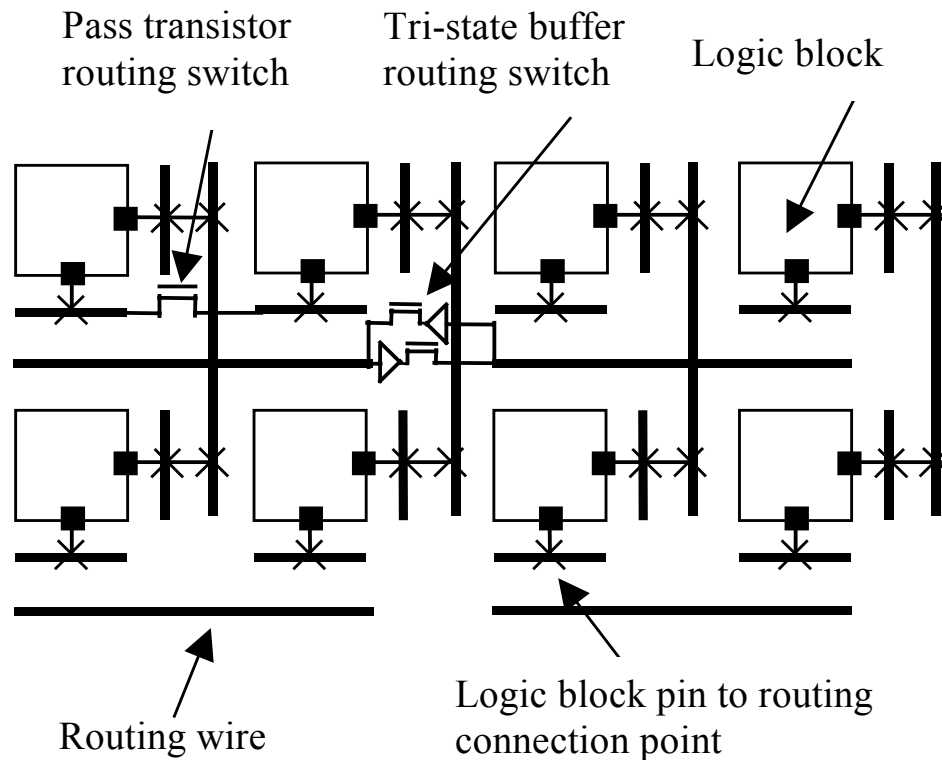 Pass transistor
routing switch
Tri-state buffer
routing switch
Logic block
Routing wire
Logic block pin to routing
connection point